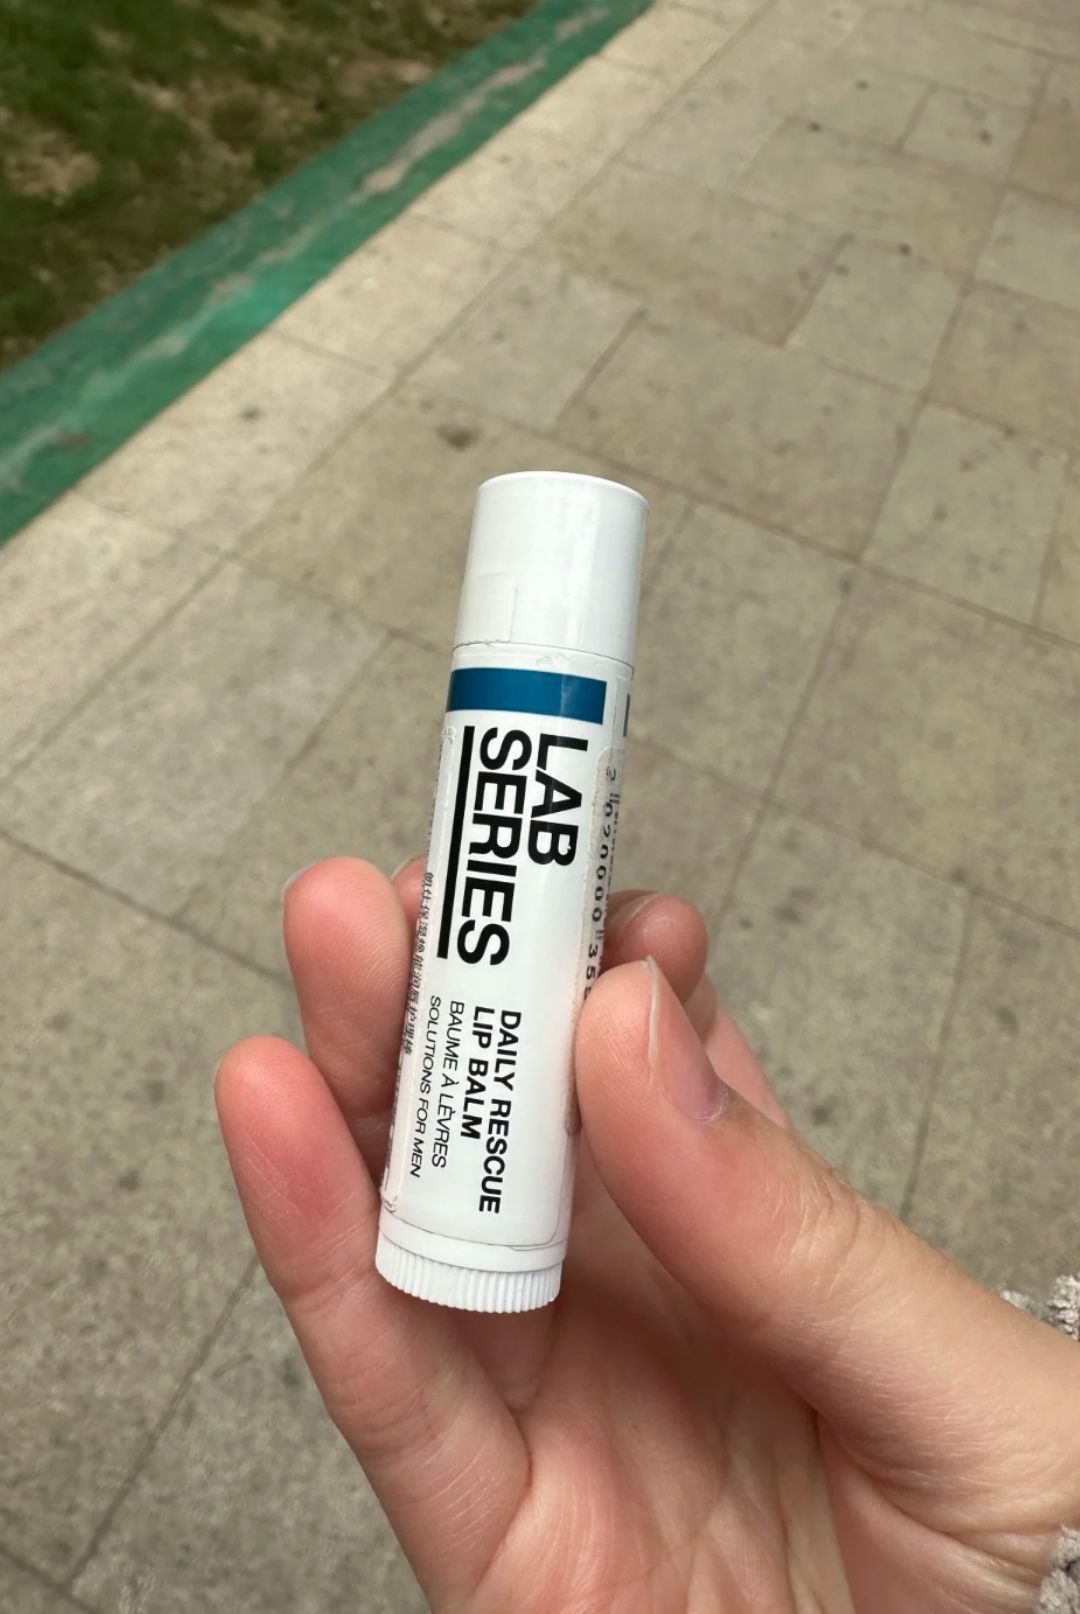 LAB
SERIES
DAILY RESCUE
LIP BALM
BAUME À LÈVRES
SOLUTIONS FOR MEN